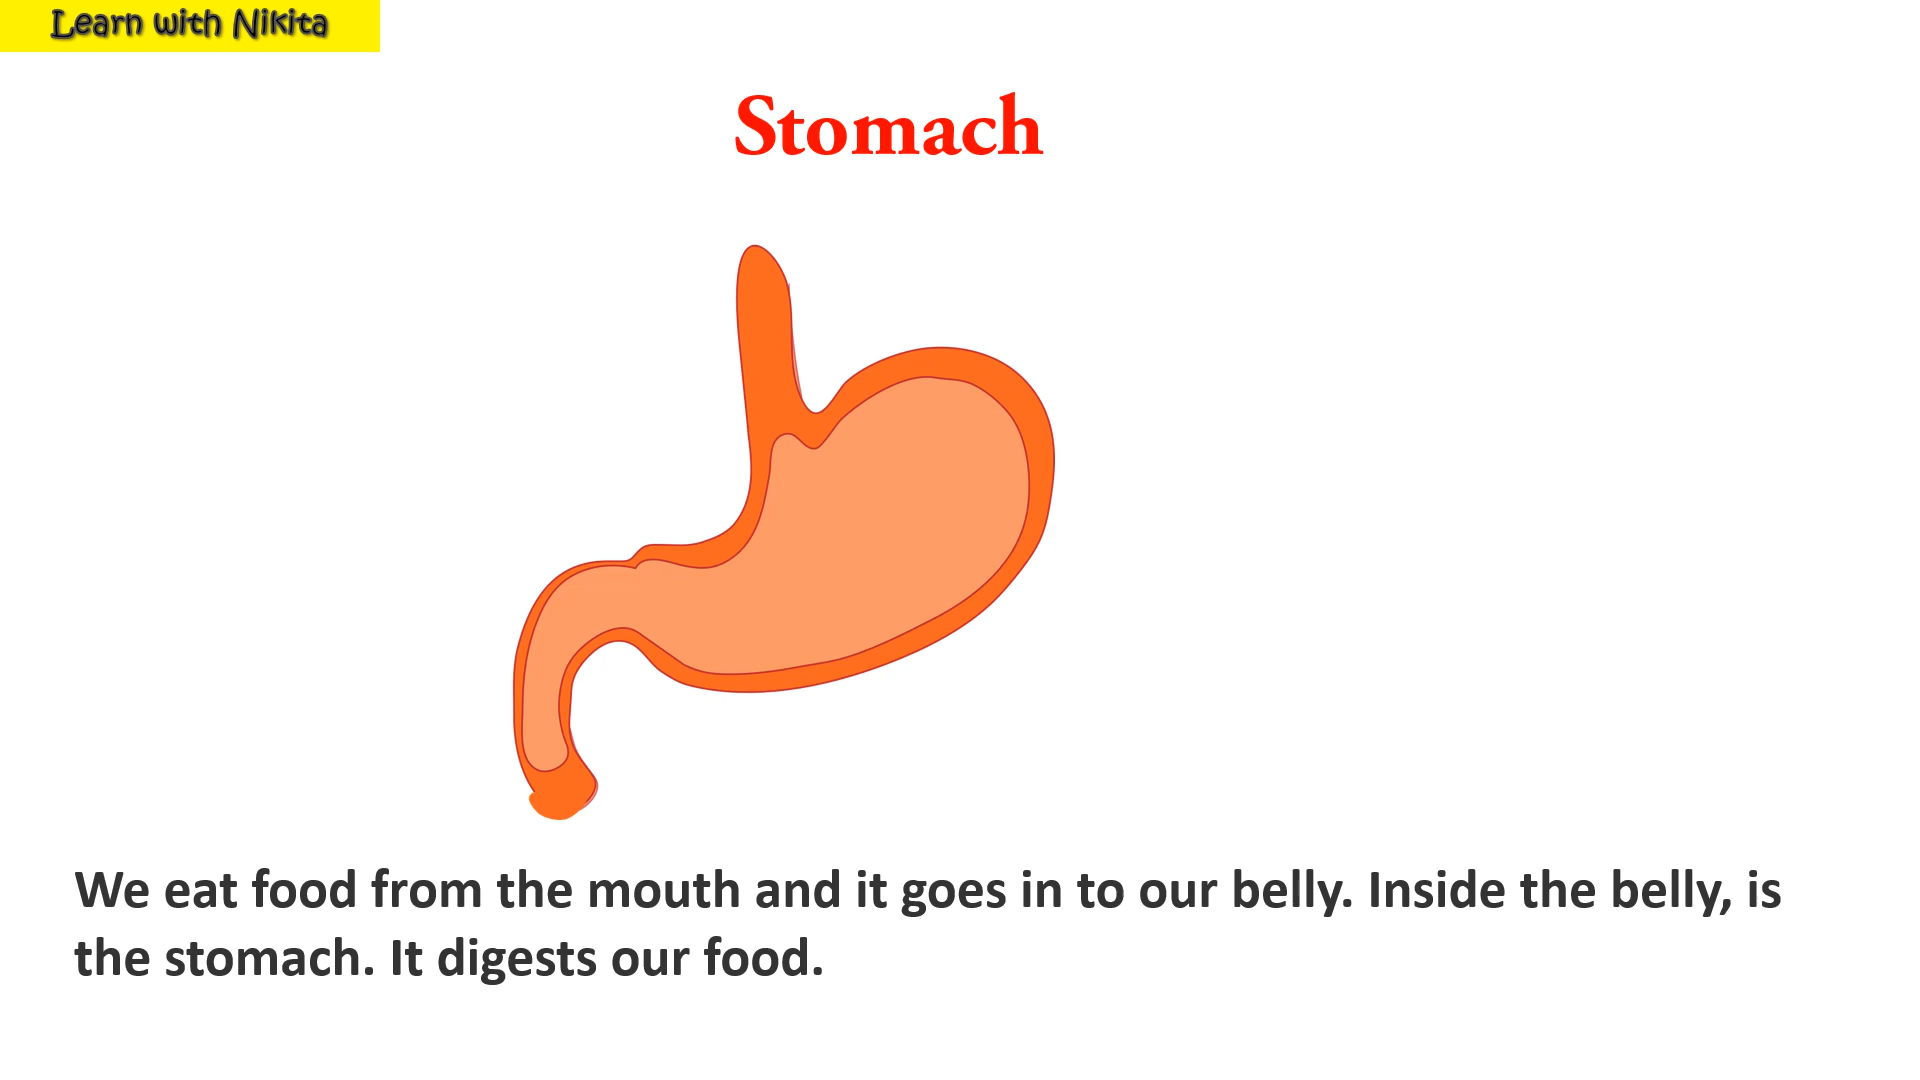 Learn with Nikita
Stomach
We eat food from the mouth and it goes in to our belly. Inside the belly, is
the stomach. It digests our food.